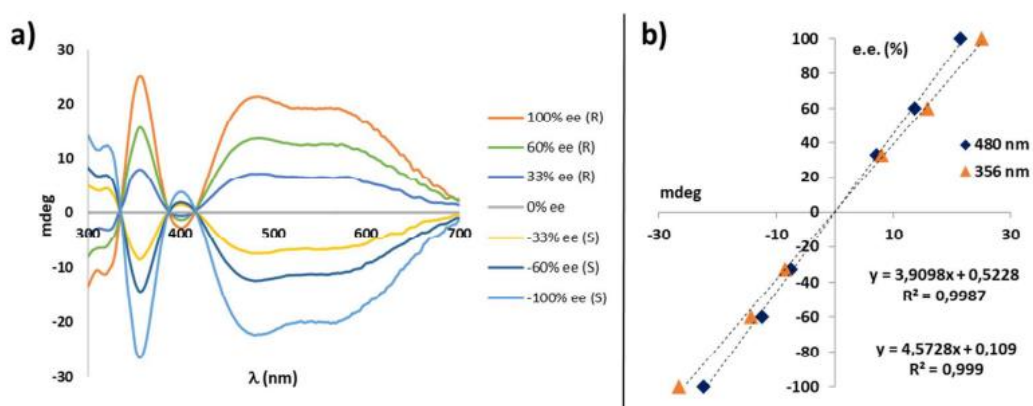 a)
30
20
10
0
-10
-20
-30
mdeg
300
400
500
600
700
λ (nm)
100% ee (R)
60% ee (R)
33% ee (R)
0% ee
-33% ee (S)
-60% ee (S)
-100% ee (S)
b)
100
80
60
40
20
0
-20
-40
-60
-80
-100
e.e. (%)
mdeg
-30
-10
10
30
480 nm
356 nm
y = 3,9098x + 0,5228
R² = 0,9987
y = 4,5728x + 0,109
R² = 0,999